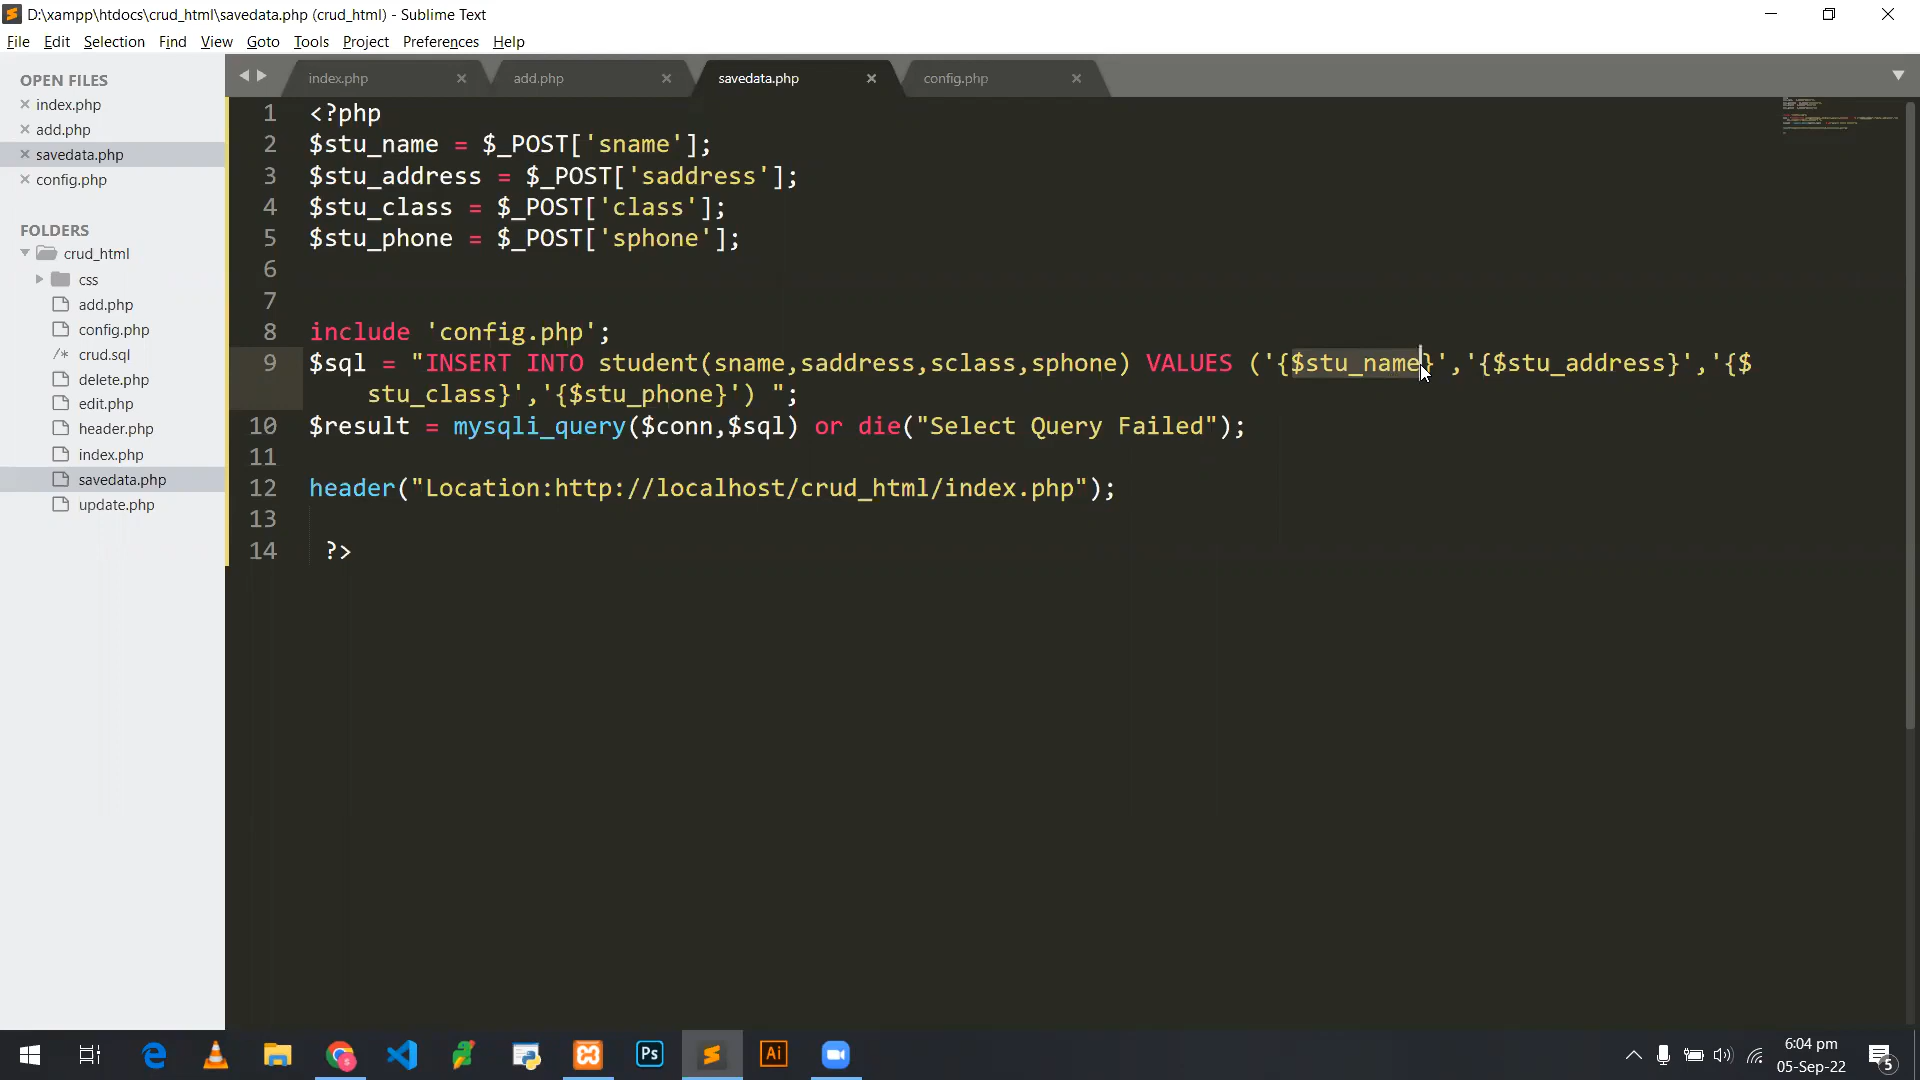 D:\xampp\htdocs\crud_html\savedata.php (crud_html) - Sublime Text
File Edit Selection Find View Goto Tools Project Preferences Help
OPEN FILES
index.php
add.php
savedata.php
config.php
FOLDERS
crud_html
css
add.php
config.php
/* crud.sql
delete.php
edit.php
header.php
index.php
savedata.php
update.php
index.php add.php savedata.php config.php
1 <?php
2 $stu_name = $_POST['sname'];
3 $stu_address = $_POST['saddress'];
4 $stu_class = $_POST['class'];
5 $stu_phone = $_POST['sphone'];
6
7
8 include 'config.php';
9 $sql = "INSERT INTO student(sname,saddress,sclass,sphone) VALUES ('{$stu_name}','{$stu_address}','{$
stu_class}','{$stu_phone}') ";
10 $result = mysqli_query($conn,$sql) or die("Select Query Failed");
11
12 header("Location:http://localhost/crud_html/index.php");
13
14 ?>
Ps
Ai
6:04 pm
05-Sep-22
5